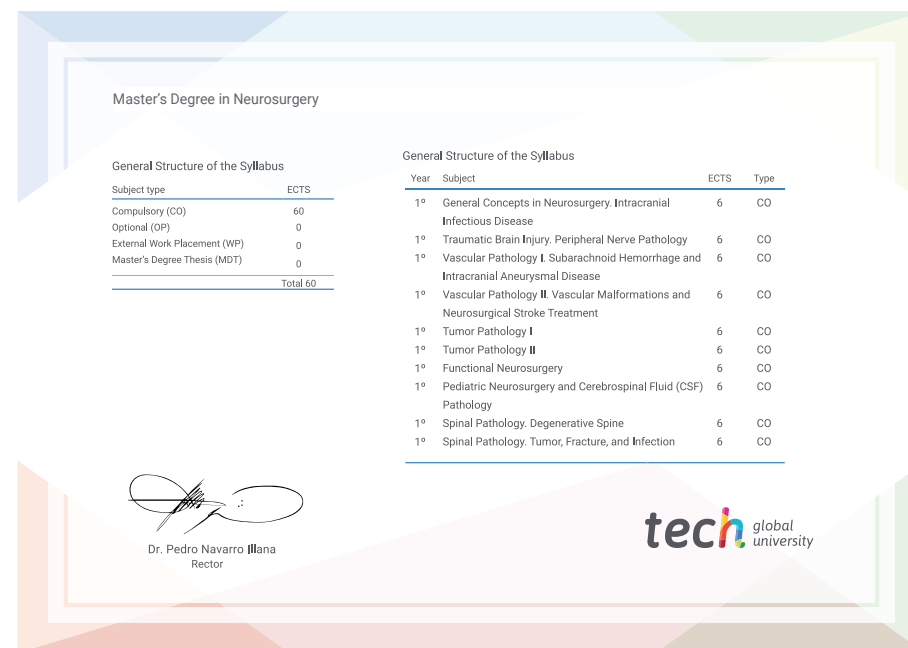 Master's Degree in Neurosurgery
General Structure of the Syllabus
Subject type ECTS
Compulsory (CO) 60
Optional (OP) 0
External Work Placement (WP) 0
Master's Degree Thesis (MDT) 0
Total 60
General Structure of the Syllabus
Year Subject ECTS Type
1º General Concepts in Neurosurgery. Intracranial 6 CO
Infectious Disease
1º Traumatic Brain Injury. Peripheral Nerve Pathology 6 CO
1º Vascular Pathology I. Subarachnoid Hemorrhage and 6 CO
Intracranial Aneurysmal Disease
1º Vascular Pathology II. Vascular Malformations and 6 CO
Neurosurgical Stroke Treatment
1º Tumor Pathology I 6 CO
1º Tumor Pathology II 6 CO
1º Functional Neurosurgery 6 CO
1º Pediatric Neurosurgery and Cerebrospinal Fluid (CSF) 6 CO
Pathology
1º Spinal Pathology. Degenerative Spine 6 CO
1º Spinal Pathology. Tumor, Fracture, and Infection 6 CO
Dr. Pedro Navarro Illana
Rector
tech global
university